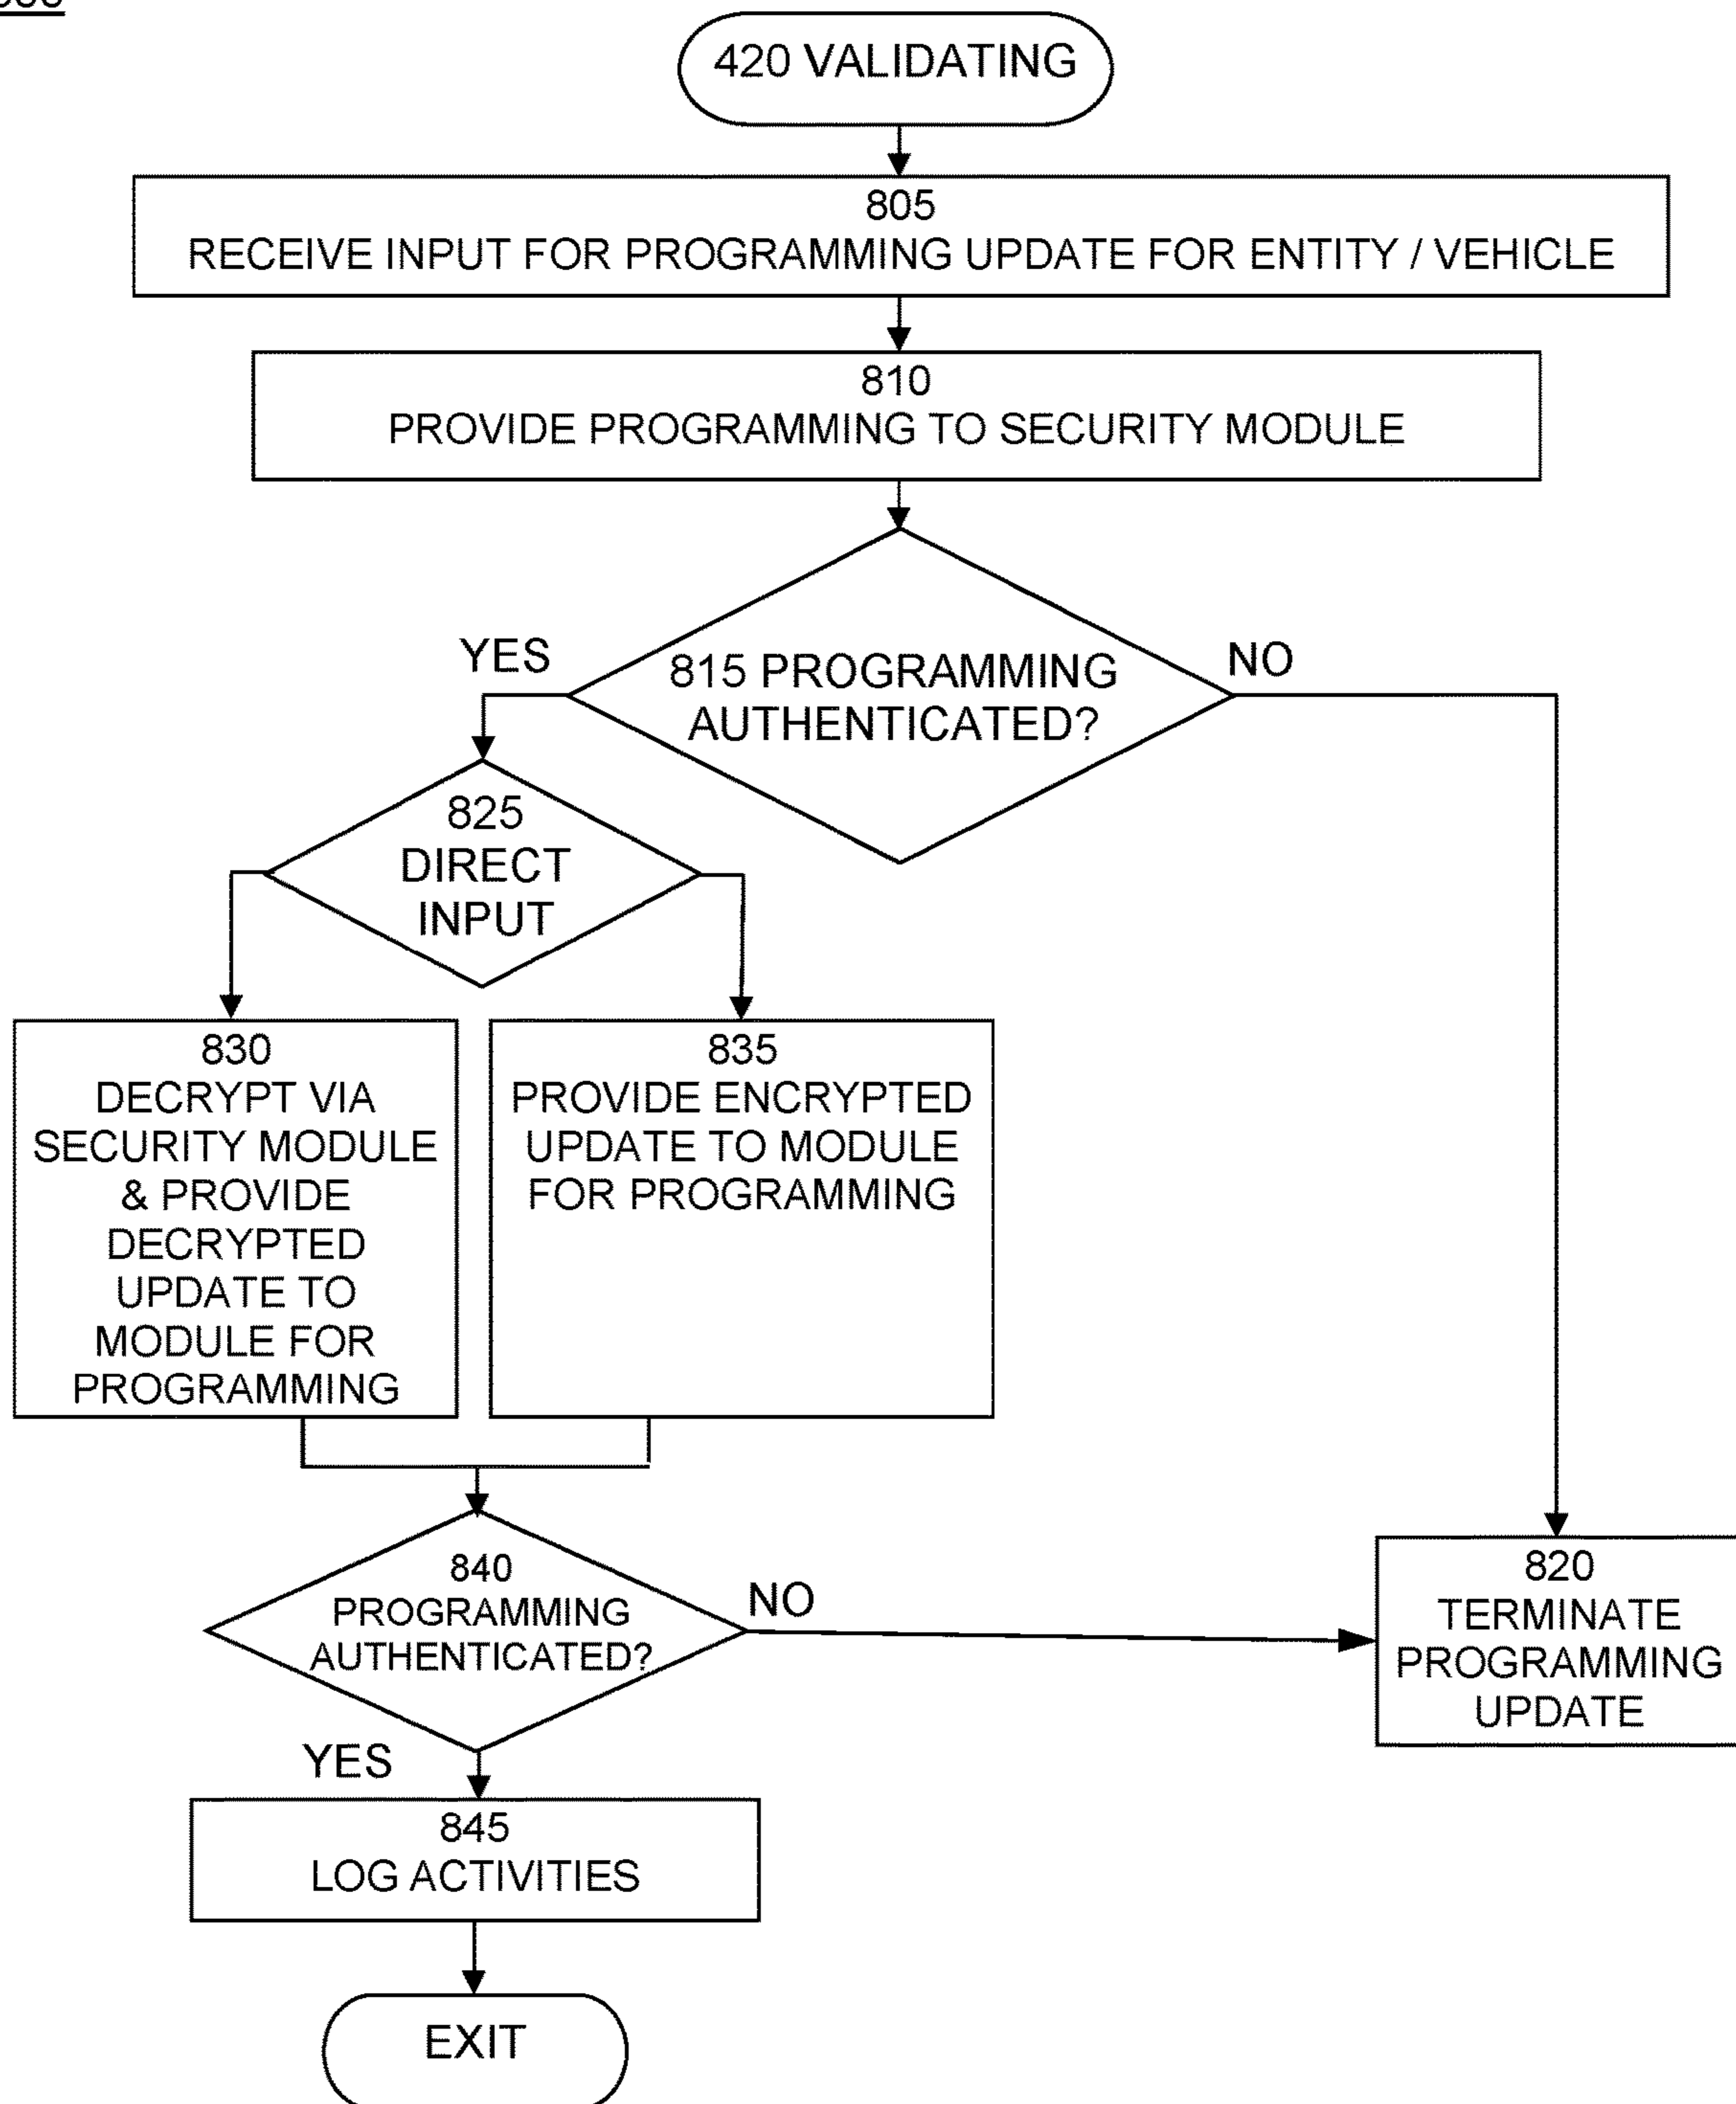 420 VALIDATING
805
RECEIVE INPUT FOR PROGRAMMING UPDATE FOR ENTITY / VEHICLE
810
PROVIDE PROGRAMMING TO SECURITY MODULE
YES
815 PROGRAMMING
AUTHENTICATED?
NO
825
DIRECT
INPUT
830
DECRYPT VIA
SECURITY MODULE
& PROVIDE
DECRYPTED
UPDATE TO
MODULE FOR
PROGRAMMING
835
PROVIDE ENCRYPTED
UPDATE TO MODULE
FOR PROGRAMMING
840
PROGRAMMING
AUTHENTICATED?
NO
820
TERMINATE
PROGRAMMING
UPDATE
YES
845
LOG ACTIVITIES
EXIT